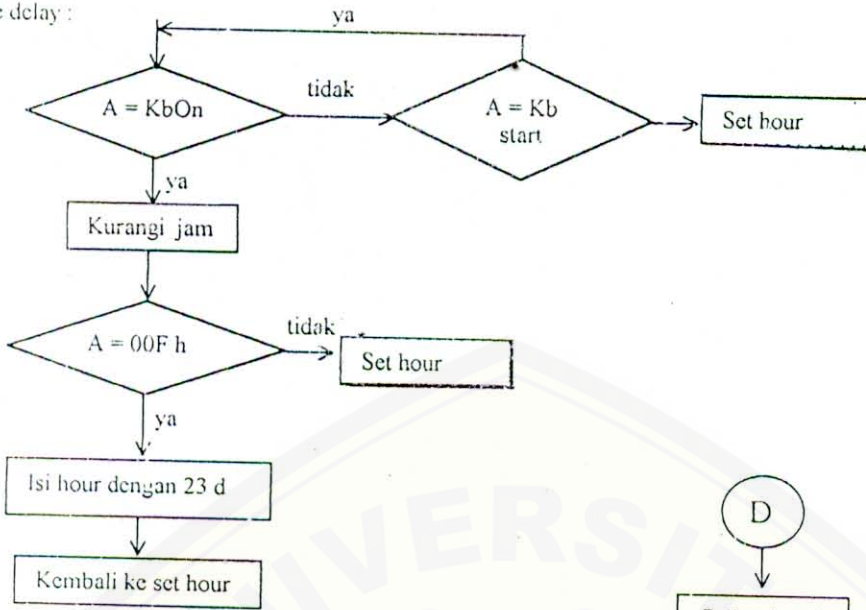 delay :
ya
A = KbOn
tidak
A = Kb
start
Set hour
ya
Kurangi jam
A = 00F h
tidak
Set hour
ya
Isi hour dengan 23 d
Kembali ke set hour
D
UNIVERSIT